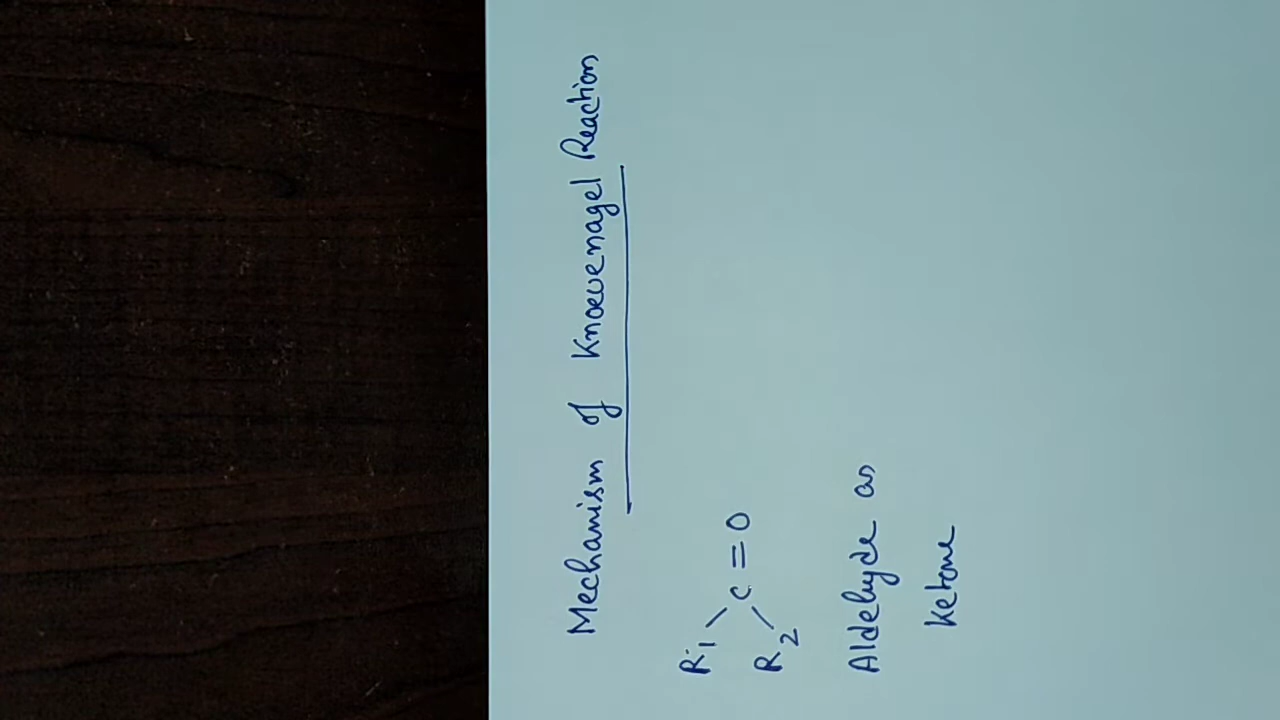 Mechanism of Knoevenagel Reaction
R1
C=O
R2
Aldehyde or
Ketone